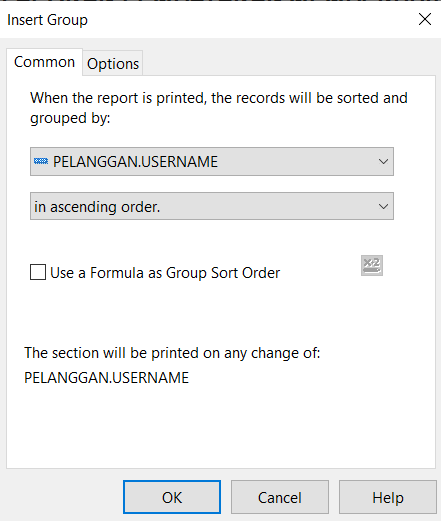 Insert Group
Common
Options
When the report is printed, the records will be sorted and
grouped by:
PELANGGAN.USERNAME
in ascending order.
Use a Formula as Group Sort Order
x-2
The section will be printed on any change of:
PELANGGAN.USERNAME
OK
Cancel
Help